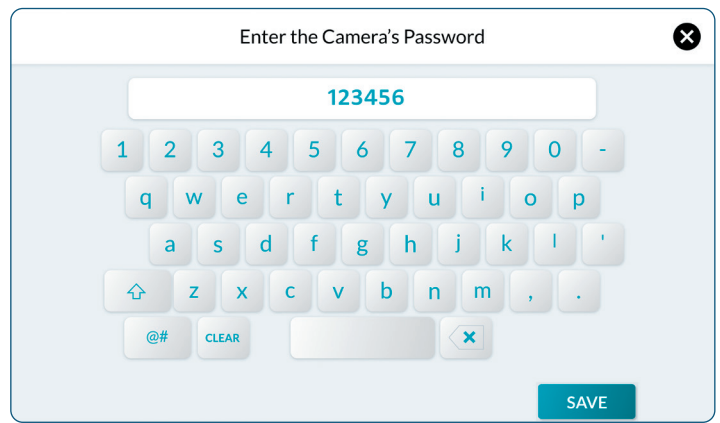 Enter the Camera’s Password
123456
1 2 3 4 5 6 7 8 9 0 -
q w e r t y u i o p
a s d f g h j k l '
z x c v b n m , .
@# CLEAR
SAVE